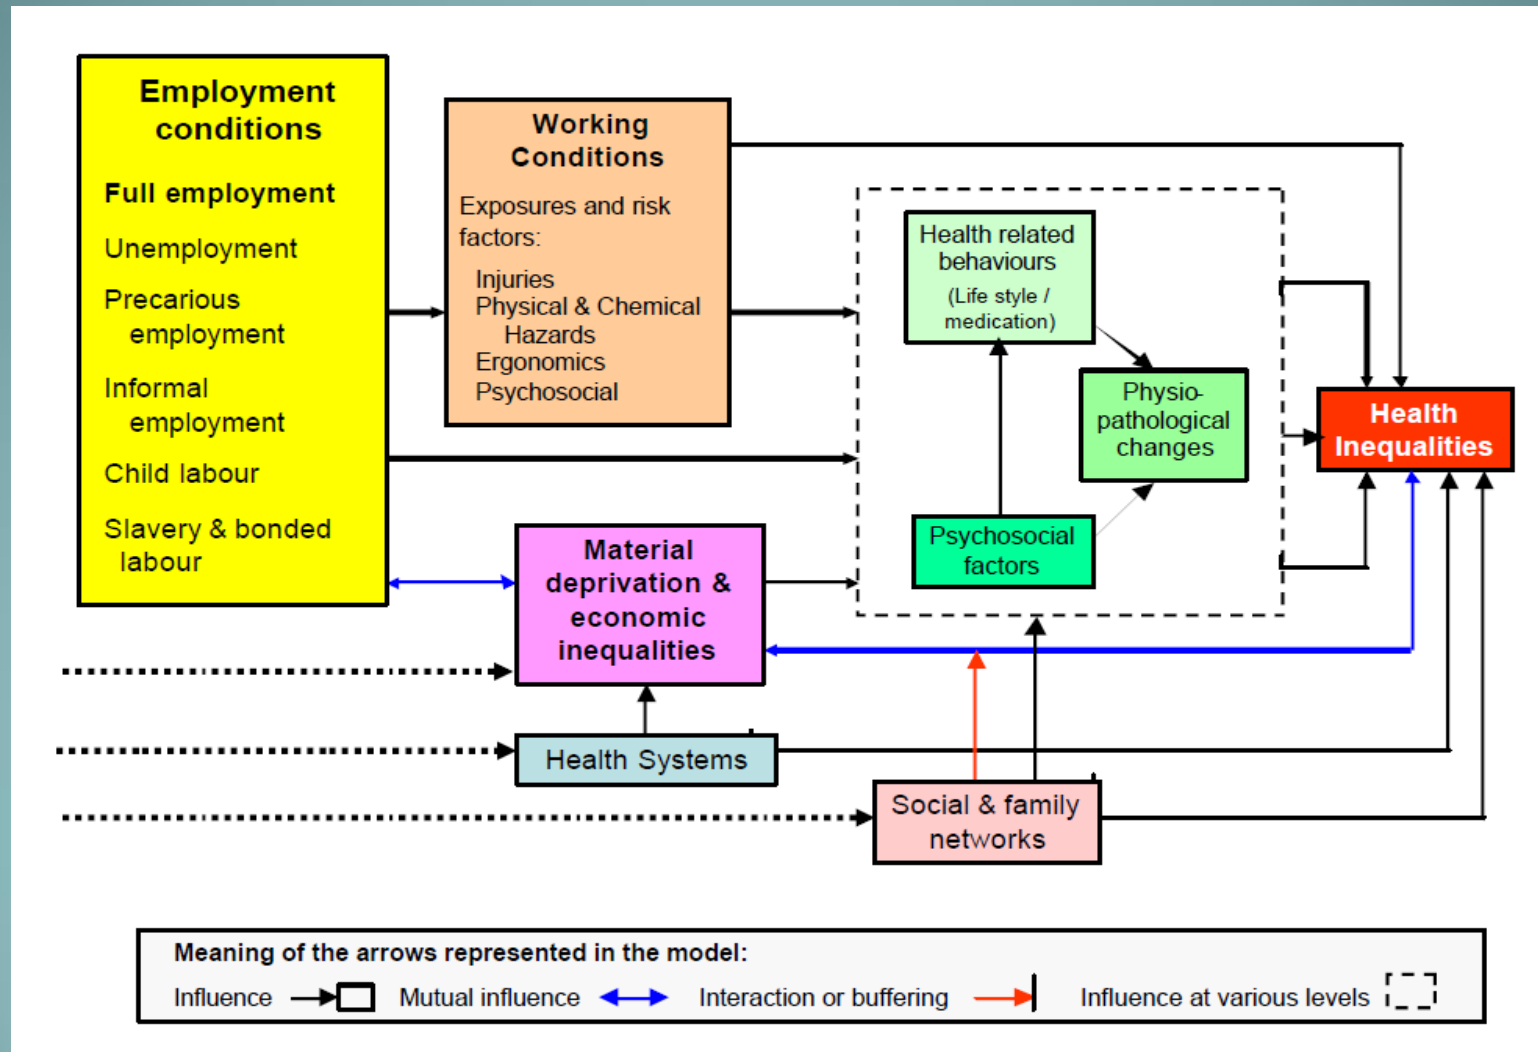 Employment
conditions
Full employment
Unemployment
Precarious
employment
Informal
employment
Child labour
Slavery & bonded
labour
Working
Conditions
Exposures and risk
factors:
Injuries
Physical & Chemical
Hazards
Ergonomics
Psychosocial
Material
deprivation &
economic
inequalities
Health Systems
Health related
behaviours
(Life style /
medication)
Physio-
pathological
changes
Psychosocial
factors
Social & family
networks
Health
Inequalities
Meaning of the arrows represented in the model:
Influence Mutual influence Interaction or buffering Influence at various levels